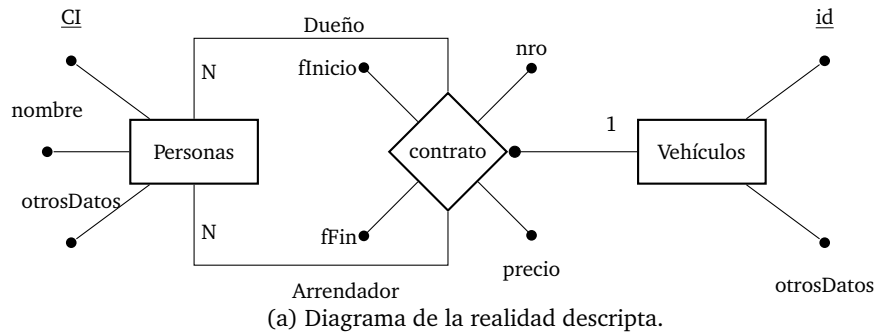 CI
Dueño
id
N
fInicio
nro
nombre
1
Personas
contrato
Vehículos
otrosDatos
N
fFin
precio
Arrendador
otrosDatos
(a) Diagrama de la realidad descripta.